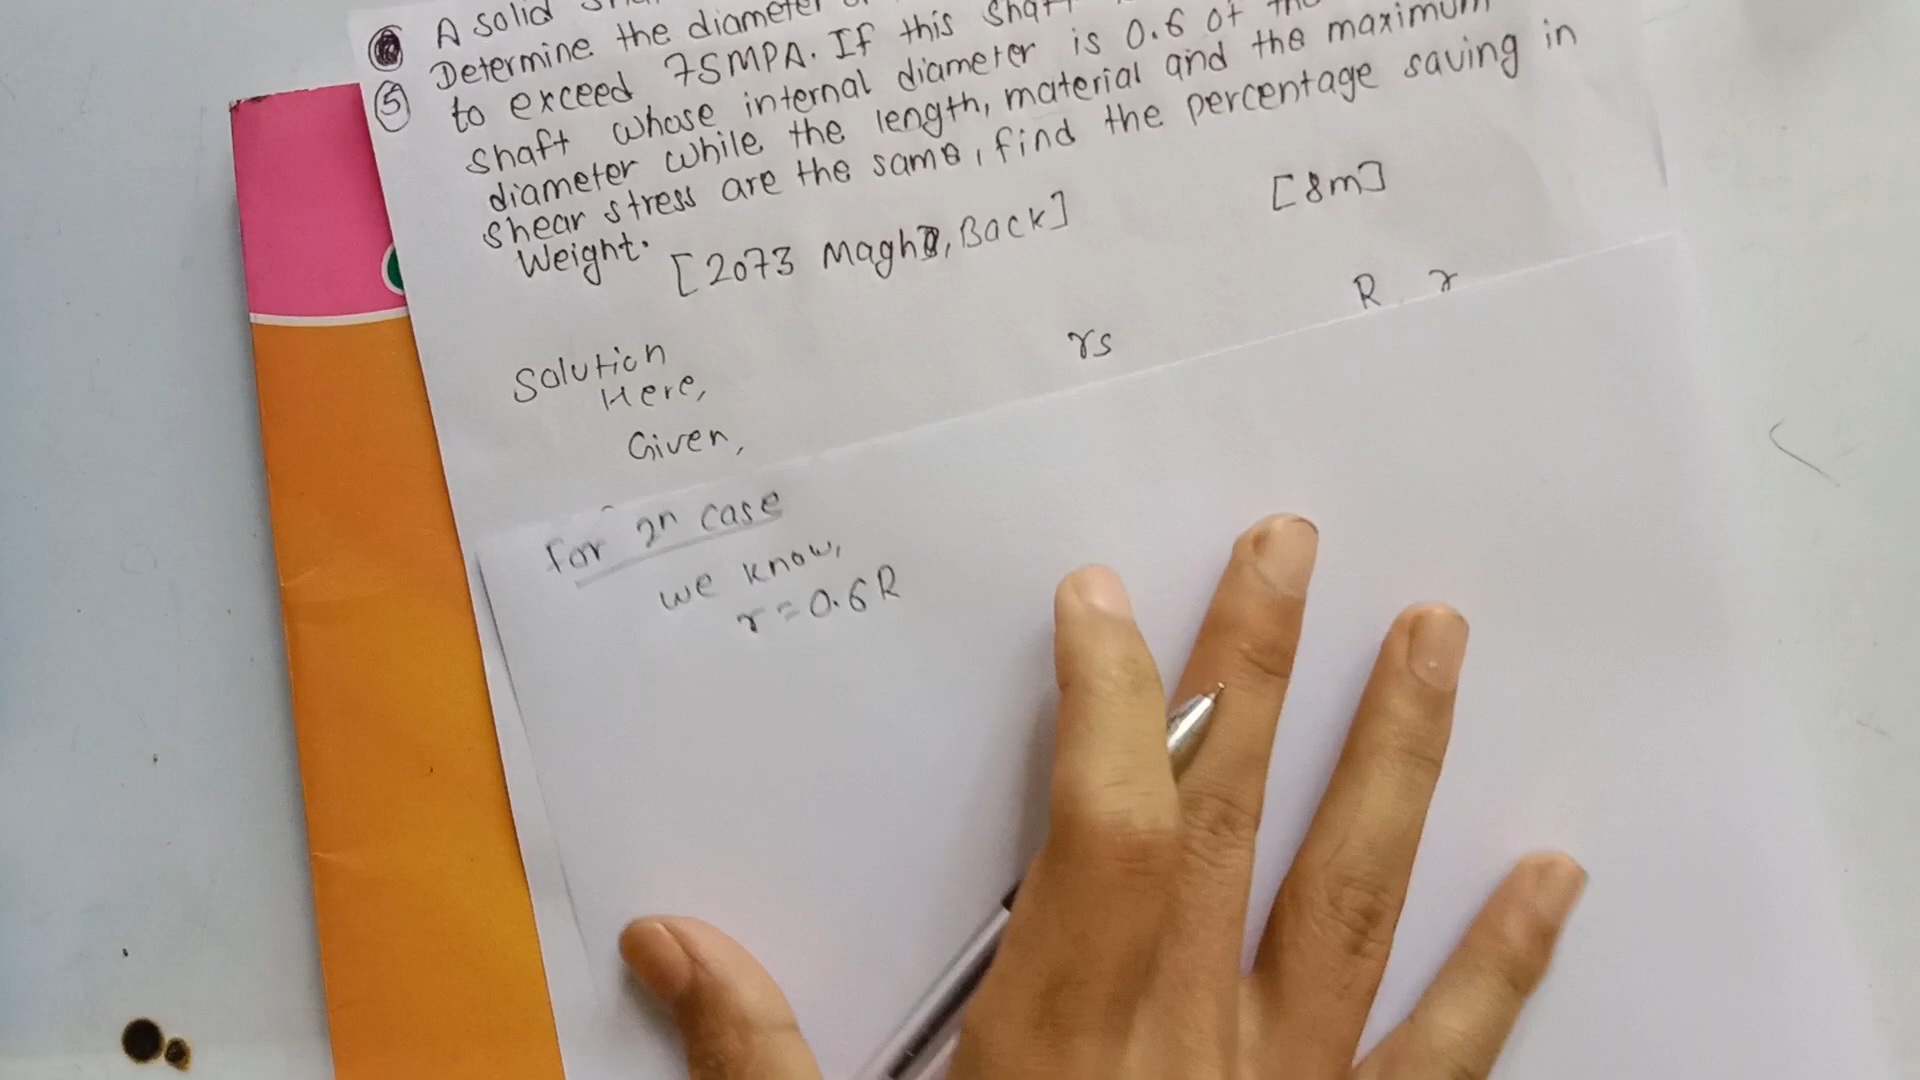 A solid
⑤ Determine the diameter
to exceed 75MPA. If this shaft
shaft whose internal diameter is 0.6 of
diameter while the length, material and the maximum
shear stress are the same, find the percentage saving in
Weight. [2073 Magh, Back] [8m]
Solution
Here,
Given,
rs
R r
For 2n case
we know,
r = 0.6R